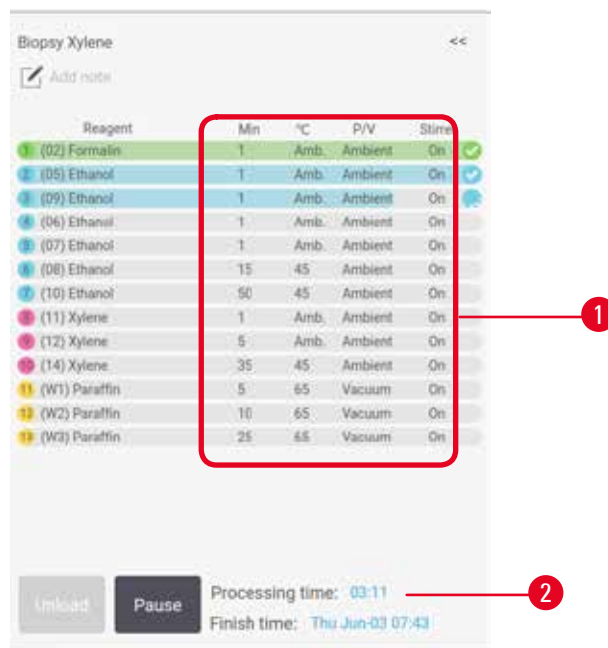 Biopsy Xylene <<
Add note
Reagent Min °C P/V Stirrer
1 (02) Formalin 1 Amb. Ambient On
2 (05) Ethanol 1 Amb. Ambient On
3 (09) Ethanol 1 Amb. Ambient On
4 (06) Ethanol 1 Amb. Ambient On
5 (07) Ethanol 1 Amb. Ambient On
6 (08) Ethanol 15 45 Ambient On
7 (10) Ethanol 50 45 Ambient On
8 (11) Xylene 1 Amb. Ambient On
9 (12) Xylene 5 Amb. Ambient On
10 (14) Xylene 35 45 Ambient On
11 (W1) Paraffin 5 65 Vacuum On
12 (W2) Paraffin 10 65 Vacuum On
13 (W3) Paraffin 25 65 Vacuum On
1
Unload Pause
Processing time: 03:11
2
Finish time: Thu Jun-03 07:43